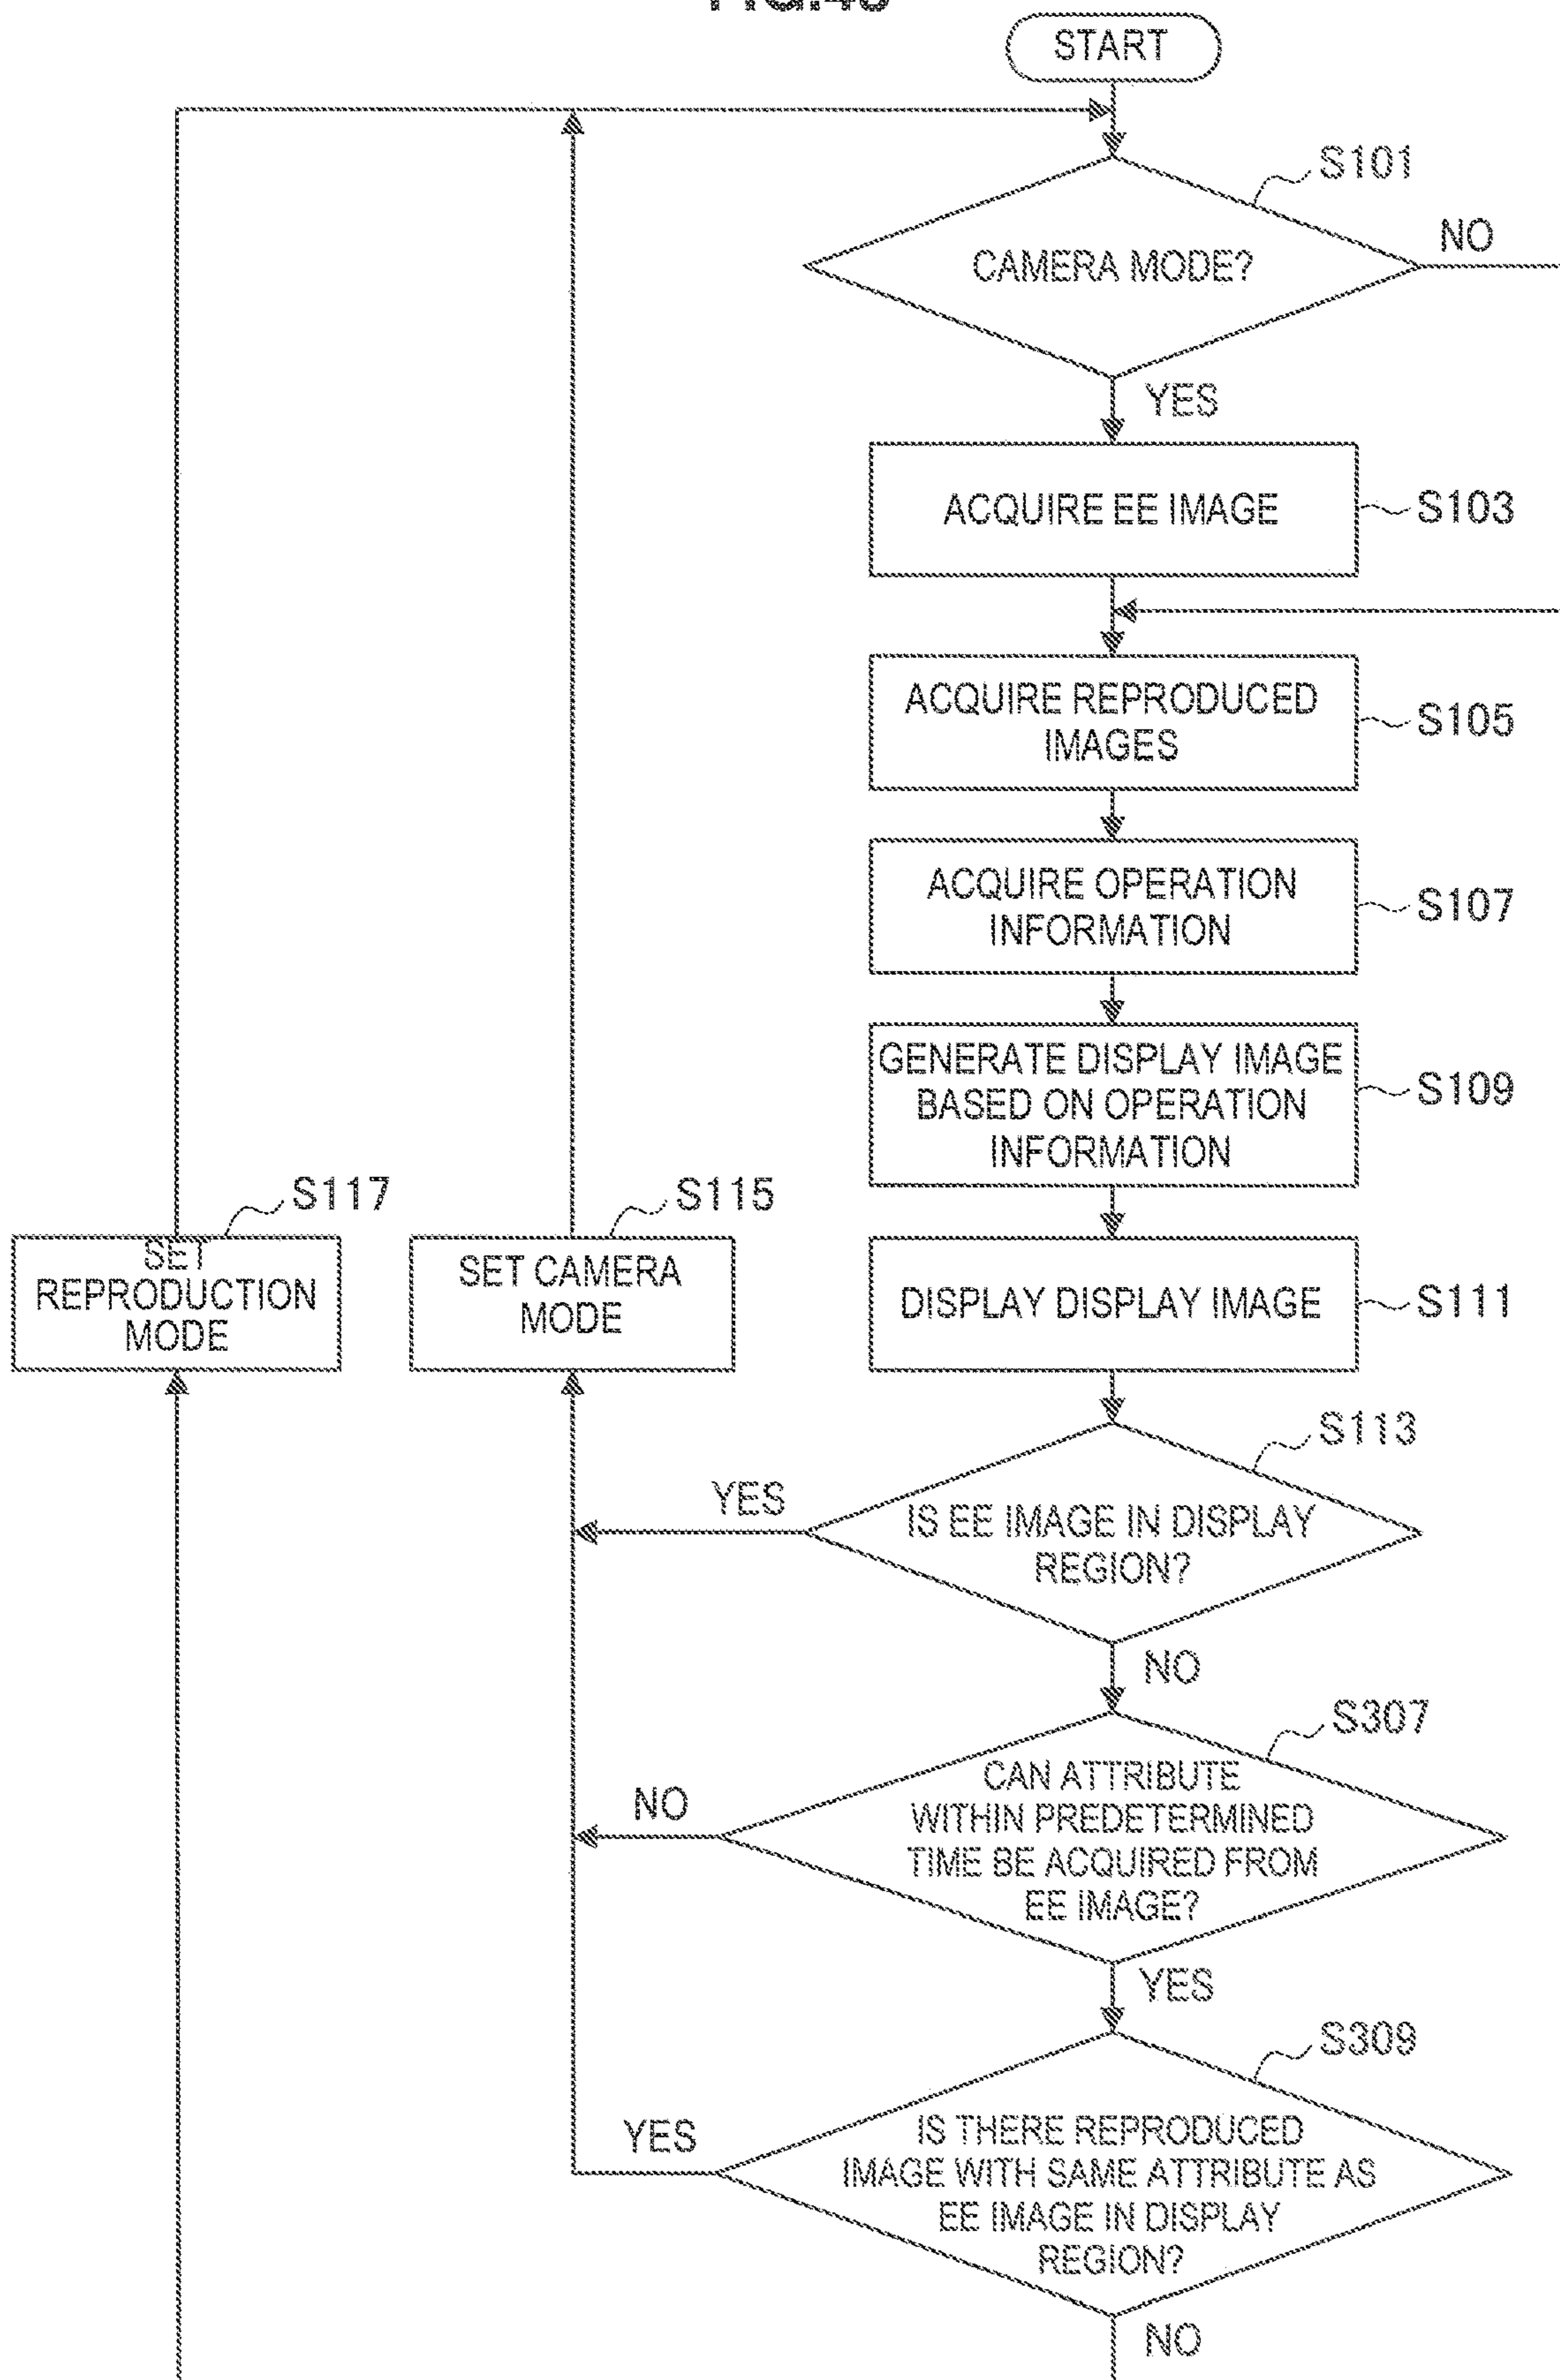 START
S101
CAMERA MODE?
NO
YES
ACQUIRE EE IMAGE
S103
ACQUIRE REPRODUCED
IMAGES
S105
ACQUIRE OPERATION
INFORMATION
S107
GENERATE DISPLAY IMAGE
BASED ON OPERATION
INFORMATION
S109
S117
SET
REPRODUCTION
MODE
S115
SET CAMERA
MODE
DISPLAY DISPLAY IMAGE
S111
S113
YES
IS EE IMAGE IN DISPLAY
REGION?
NO
S307
NO
CAN ATTRIBUTE
WITHIN PREDETERMINED
TIME BE ACQUIRED FROM
EE IMAGE?
YES
S309
YES
IS THERE REPRODUCED
IMAGE WITH SAME ATTRIBUTE AS
EE IMAGE IN DISPLAY
REGION?
NO